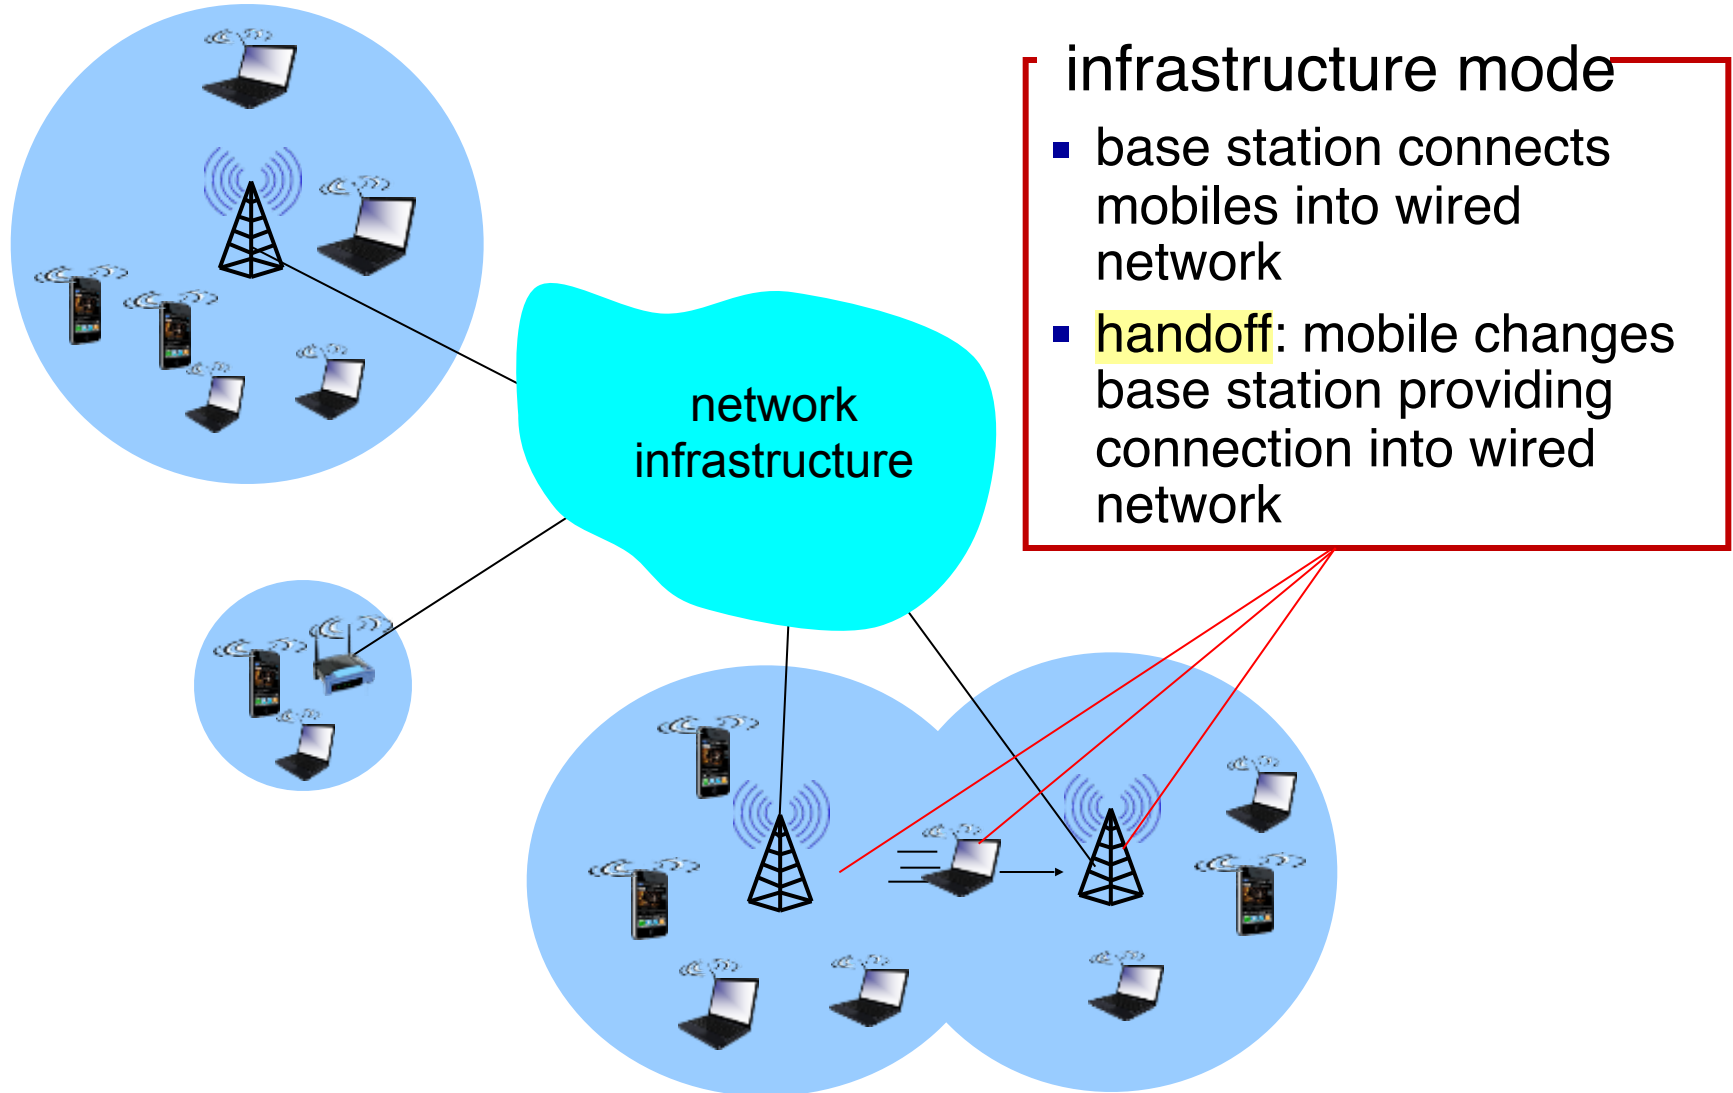 infrastructure mode
base station connects
mobiles into wired
network
handoff: mobile changes
base station providing
connection into wired
network
network
infrastructure